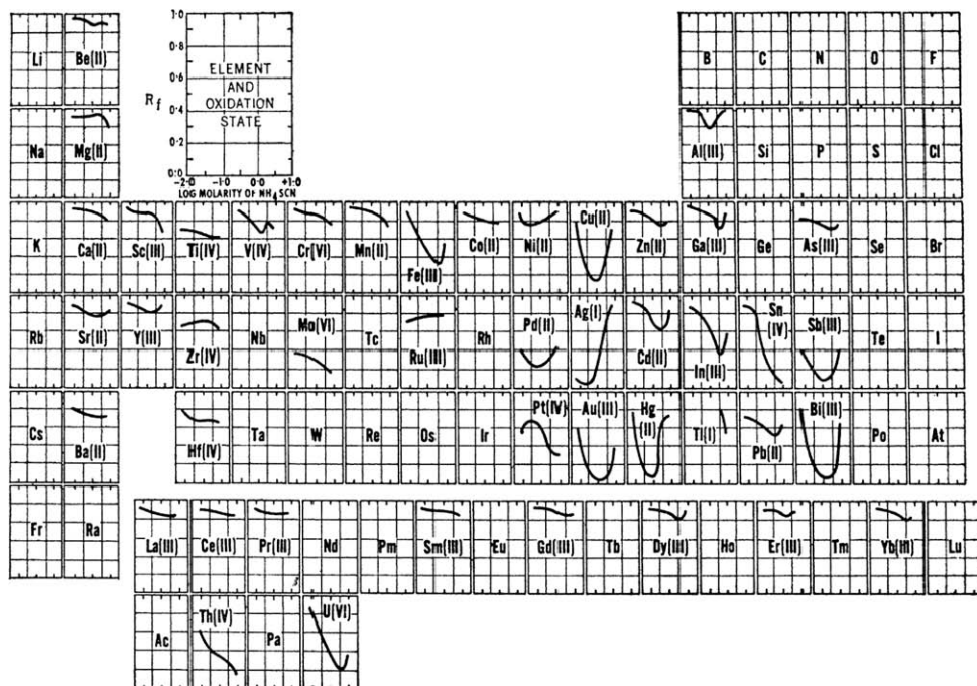 1·0
0·8
0·6
0·4
0·2
0·0
Rf
ELEMENT
AND
OXIDATION
STATE
-2·0 -1·0 0·0 +1·0
LOG MOLARITY OF NH4SCN
Li Be(II) B C N O F
Na Mg(II) Al(III) Si P S Cl
K Ca(II) Sc(III) Ti(IV) V(IV) Cr(VI) Mn(II) Fe(III) Co(II) Ni(II) Cu(II) Zn(II) Ga(III) Ge As(III) Se Br
Rb Sr(II) Y(III) Zr(IV) Nb Mo(VI) Tc Ru(III) Rh Pd(II) Ag(I) Cd(II) In(III) Sn(IV) Sb(III) Te I
Cs Ba(II) Hf(IV) Ta W Re Os Ir Pt(IV) Au(III) Hg(II) Tl(I) Pb(II) Bi(III) Po At
Fr Ra
La(III) Ce(III) Pr(III) Nd Pm Sm(III) Eu Gd(III) Tb Dy(III) Ho Er(III) Tm Yb(III) Lu
Ac Th(IV) Pa U(VI)